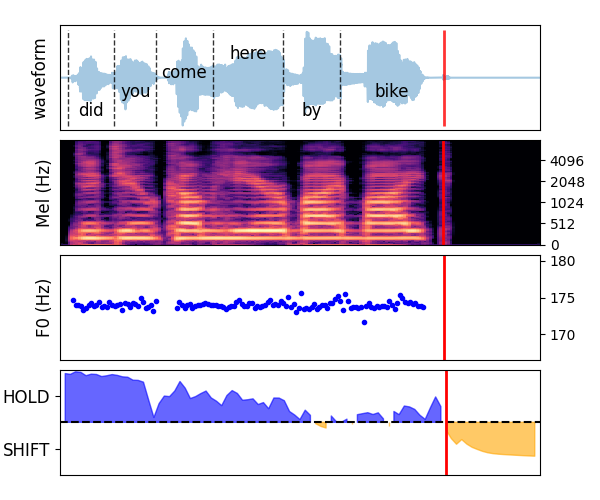 waveform
did
you
come
here
by
bike
Mel (Hz)
4096
2048
1024
512
0
F0 (Hz)
180
175
170
HOLD
SHIFT